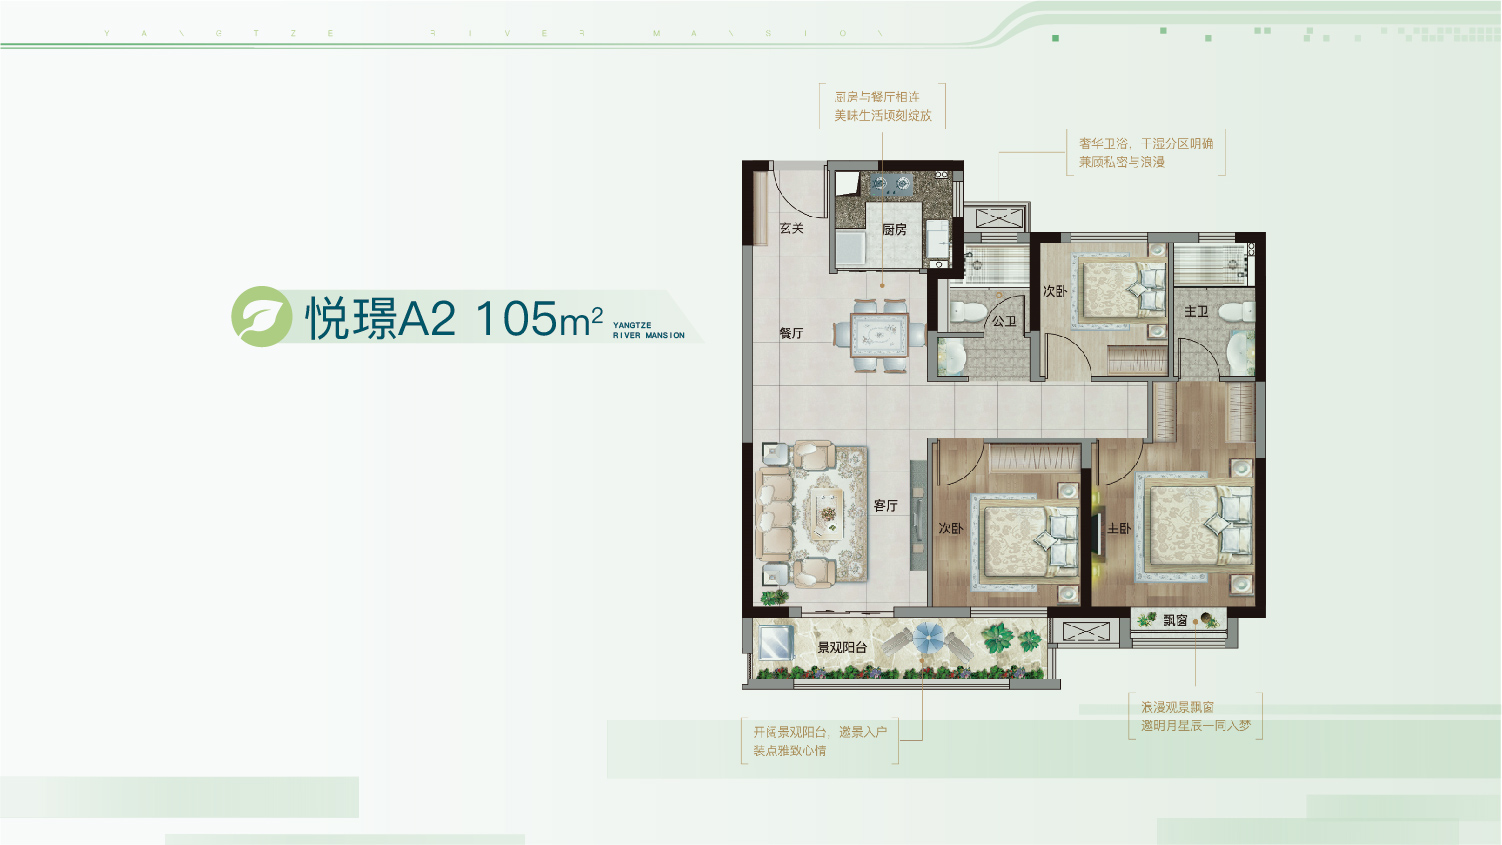 YANGTZE RIVER MANSION
厨房与餐厅相连
美味生活顷刻绽放
奢华卫浴，干湿分区明确
兼顾私密与浪漫
玄关
厨房
次卧
主卫
公卫
餐厅
悦璟A2 105m²
YANGTZE
RIVER MANSION
客厅
次卧
主卧
飘窗
景观阳台
浪漫观景飘窗
邀明月星辰一同入梦
开阔景观阳台，邀景入户
装点雅致心情